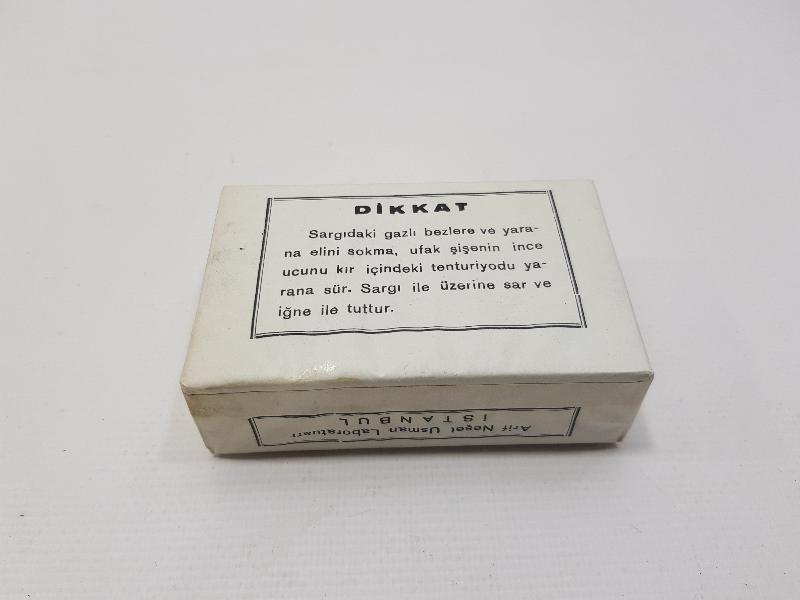 DİKKAT
Sargıdaki gazlı bezlere ve yara-
na elini sokma, ufak şişenin ince
ucunu kır içindeki tenturiyodu ya-
rana sür. Sargı ile üzerine sar ve
iğne ile tuttur.
Arif Neşet Usman Laboratuarı
İSTANBUL